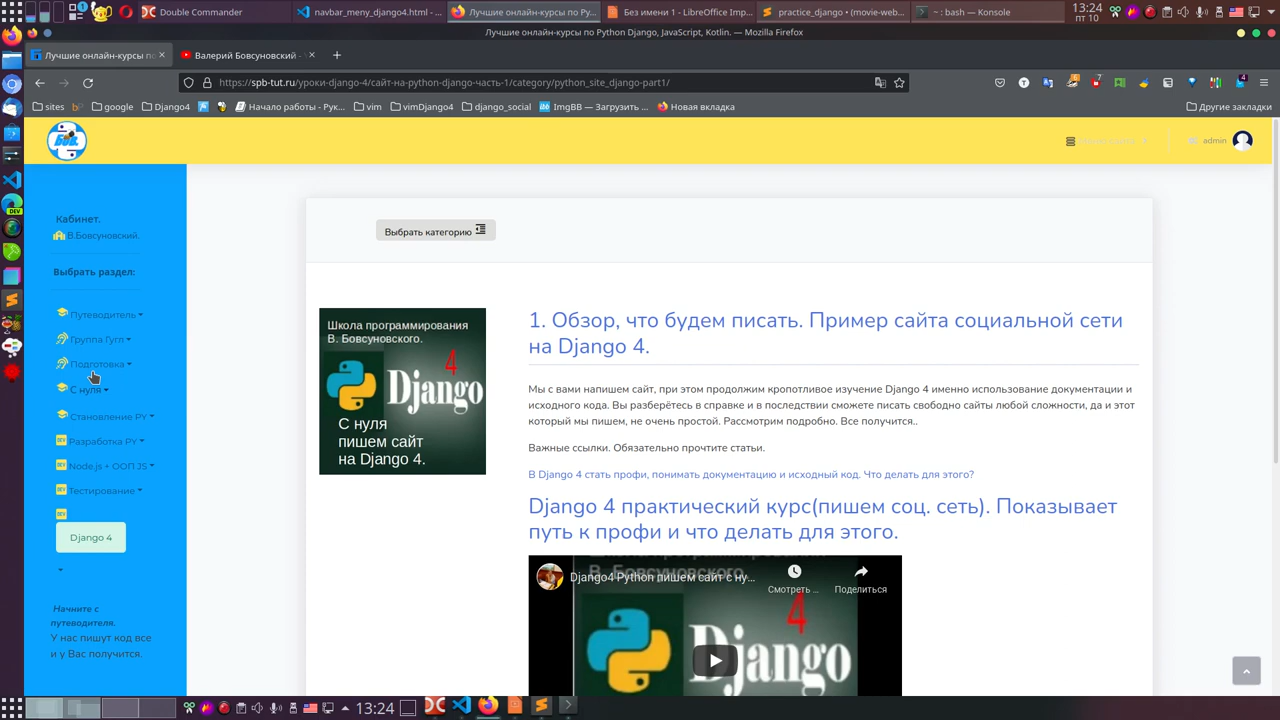 Double Commander
navbar_meny_django4.html - ...
Лучшие онлайн-курсы по Ру...
Без имени 1 - LibreOffice Imp...
practice_django • (movie-web...
~ : bash — Konsole
13:24
пт 10
Лучшие онлайн-курсы по Python Django, JavaScript, Kotlin. — Mozilla Firefox
Лучшие онлайн-курсы по
Валерий Бовсуновский -
https://spb-tut.ru/уроки-django-4/сайт-на-python-django-часть-1/category/python_site_django-part1/
sites
google
Django4
Начало работы - Рук...
vim
vimDjango4
django_social
ImgBB — Загрузить ...
Новая вкладка
Другие закладки
Бов.
admin
Кабинет.
В.Бовсуновский.
Выбрать раздел:
Путеводитель
Группа Гугл
Подготовка
С нуля
Становление PY
Разработка PY
Node.js + ООП JS
Тестирование
Django 4
Начните с
путеводителя.
У нас пишут код все
и у Вас получится.
Выбрать категорию
Школа программирования
В. Бовсуновского.
4
Django
С нуля
пишем сайт
на Django 4.
1. Обзор, что будем писать. Пример сайта социальной сети
на Django 4.
Мы с вами напишем сайт, при этом продолжим кропотливое изучение Django 4 именно использование документации и
исходного кода. Вы разберётесь в справке и в последствии сможете писать свободно сайты любой сложности, да и этот
который мы пишем, не очень простой. Рассмотрим подробно. Все получится..
Важные ссылки. Обязательно прочтите статьи.
В Django 4 стать профи, понимать документацию и исходный код. Что делать для этого?
Django 4 практический курс(пишем соц. сеть). Показывает
путь к профи и что делать для этого.
Django4 Python пишем сайт с ну...
Смотреть ...
Поделиться
В. Бовсуновского.
4
Django
13:24